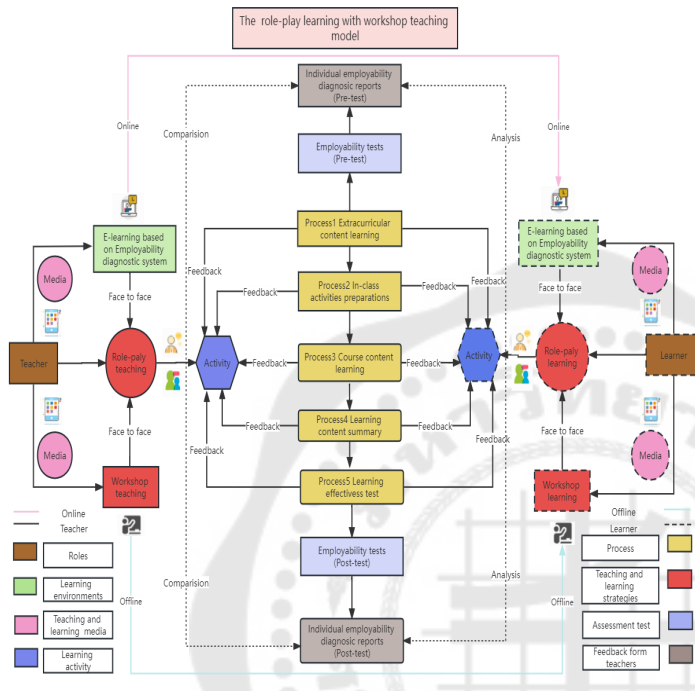 The role-play learning with workshop teaching
model
Individual employability
diagnosic reports
(Pre-test)
Online
Comparision
Analysis
Online
Employability tests
(Pre-test)
E-learning based
on Employability
diagnostic system
Process1 Extracurricular
content learning
E-learning based
on Employability
diagnostic system
Media
Feedback
Feedback
Media
Face to face
Feedback
Process2 In-class
activities preparations
Feedback
Face to face
Teacher
Role-paly
teaching
Activity
Feedback
Process3 Course content
learning
Feedback
Activity
Role-paly
learning
Learner
Media
Face to face
Feedback
Process4 Learning
content summary
Feedback
Face to face
Media
Workshop
teaching
Feedback
Process5 Learning
effectivess test
Feedback
Workshop
learning
Online
Teacher
Offline
Learner
Roles
Employability tests
(Post-test)
Process
Learning
environments
Offline
Comparision
Analysis
Offline
Teaching and
learning
strategies
Teaching and
learning media
Assessment test
Learning
activity
Individual employability
diagnosic reports
(Post-test)
Feedback form
teachers